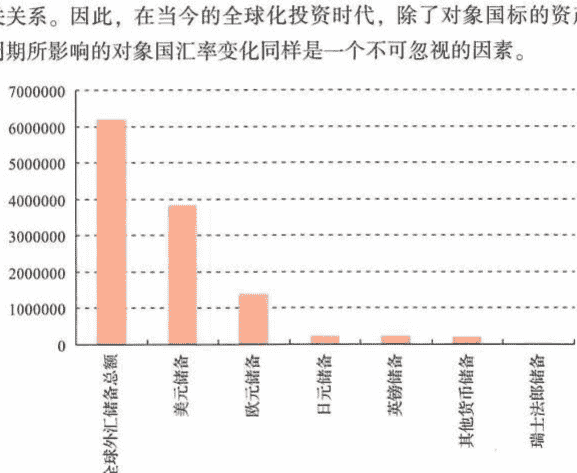 关系。因此，在当今的全球化投资时代，除了对象国标的资
期所影响的对象国汇率变化同样是一个不可忽视的因素。
7000000
6000000
5000000
4000000
3000000
2000000
1000000
0
全球外汇储备总额
美元储备
欧元储备
日元储备
英镑储备
其他货币储备
瑞士法郎储备